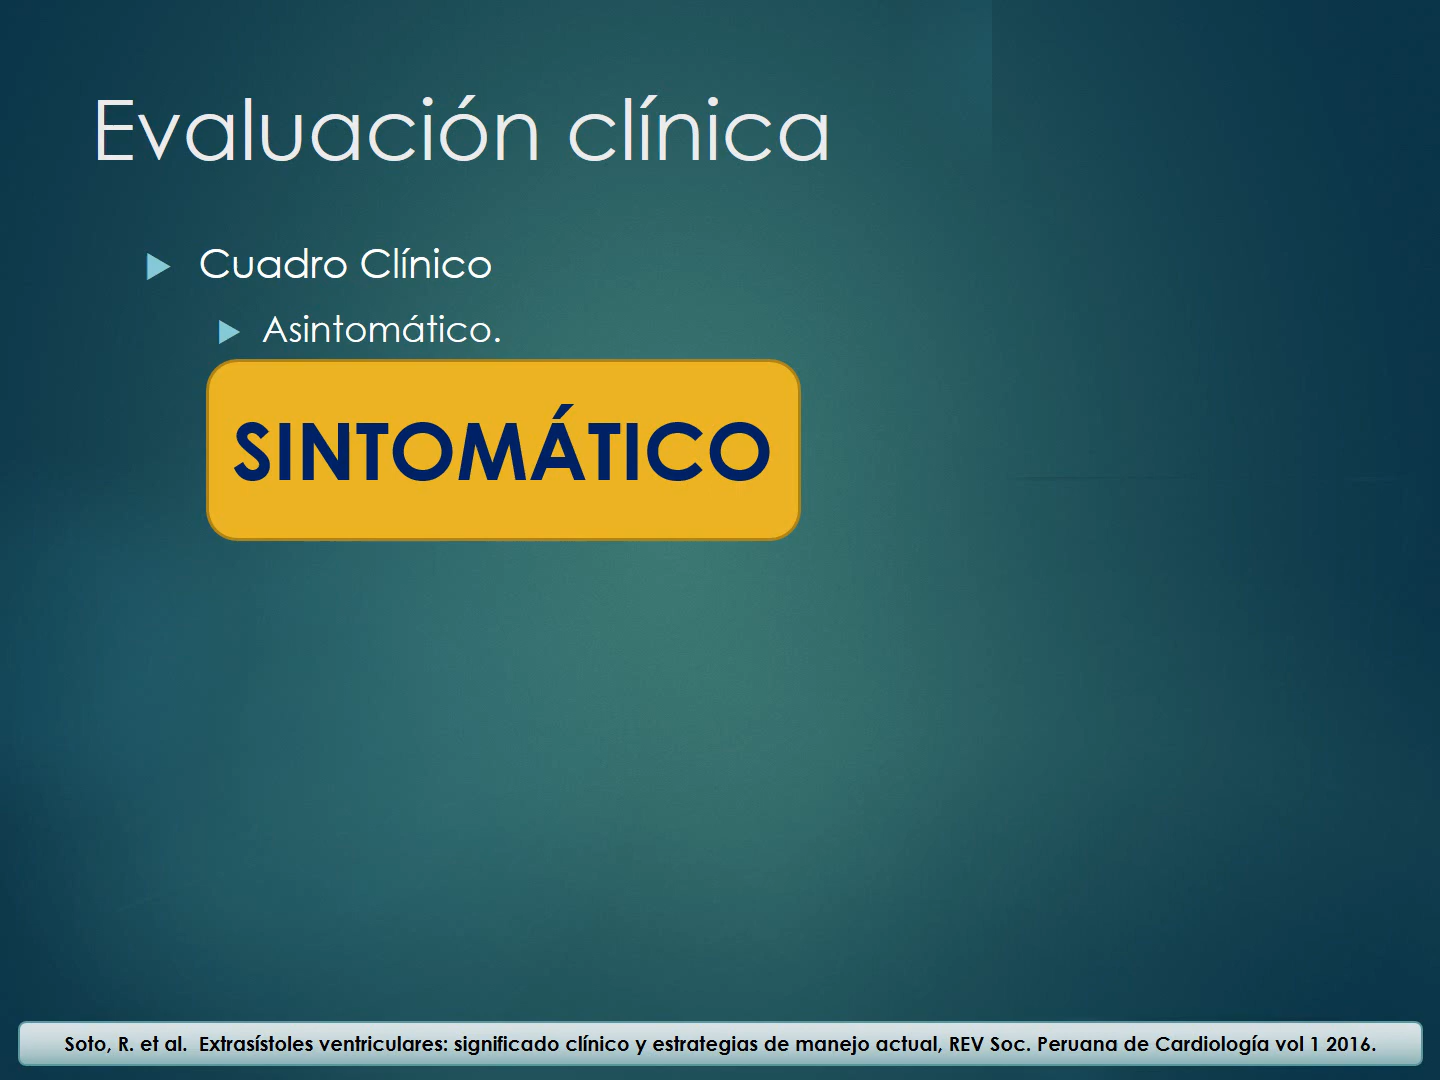 Evaluación clínica
Cuadro Clínico
Asintomático.
SINTOMÁTICO
Soto, R. et al.  Extrasístoles ventriculares: significado clínico y estrategias de manejo actual, REV Soc. Peruana de Cardiología vol 1 2016.